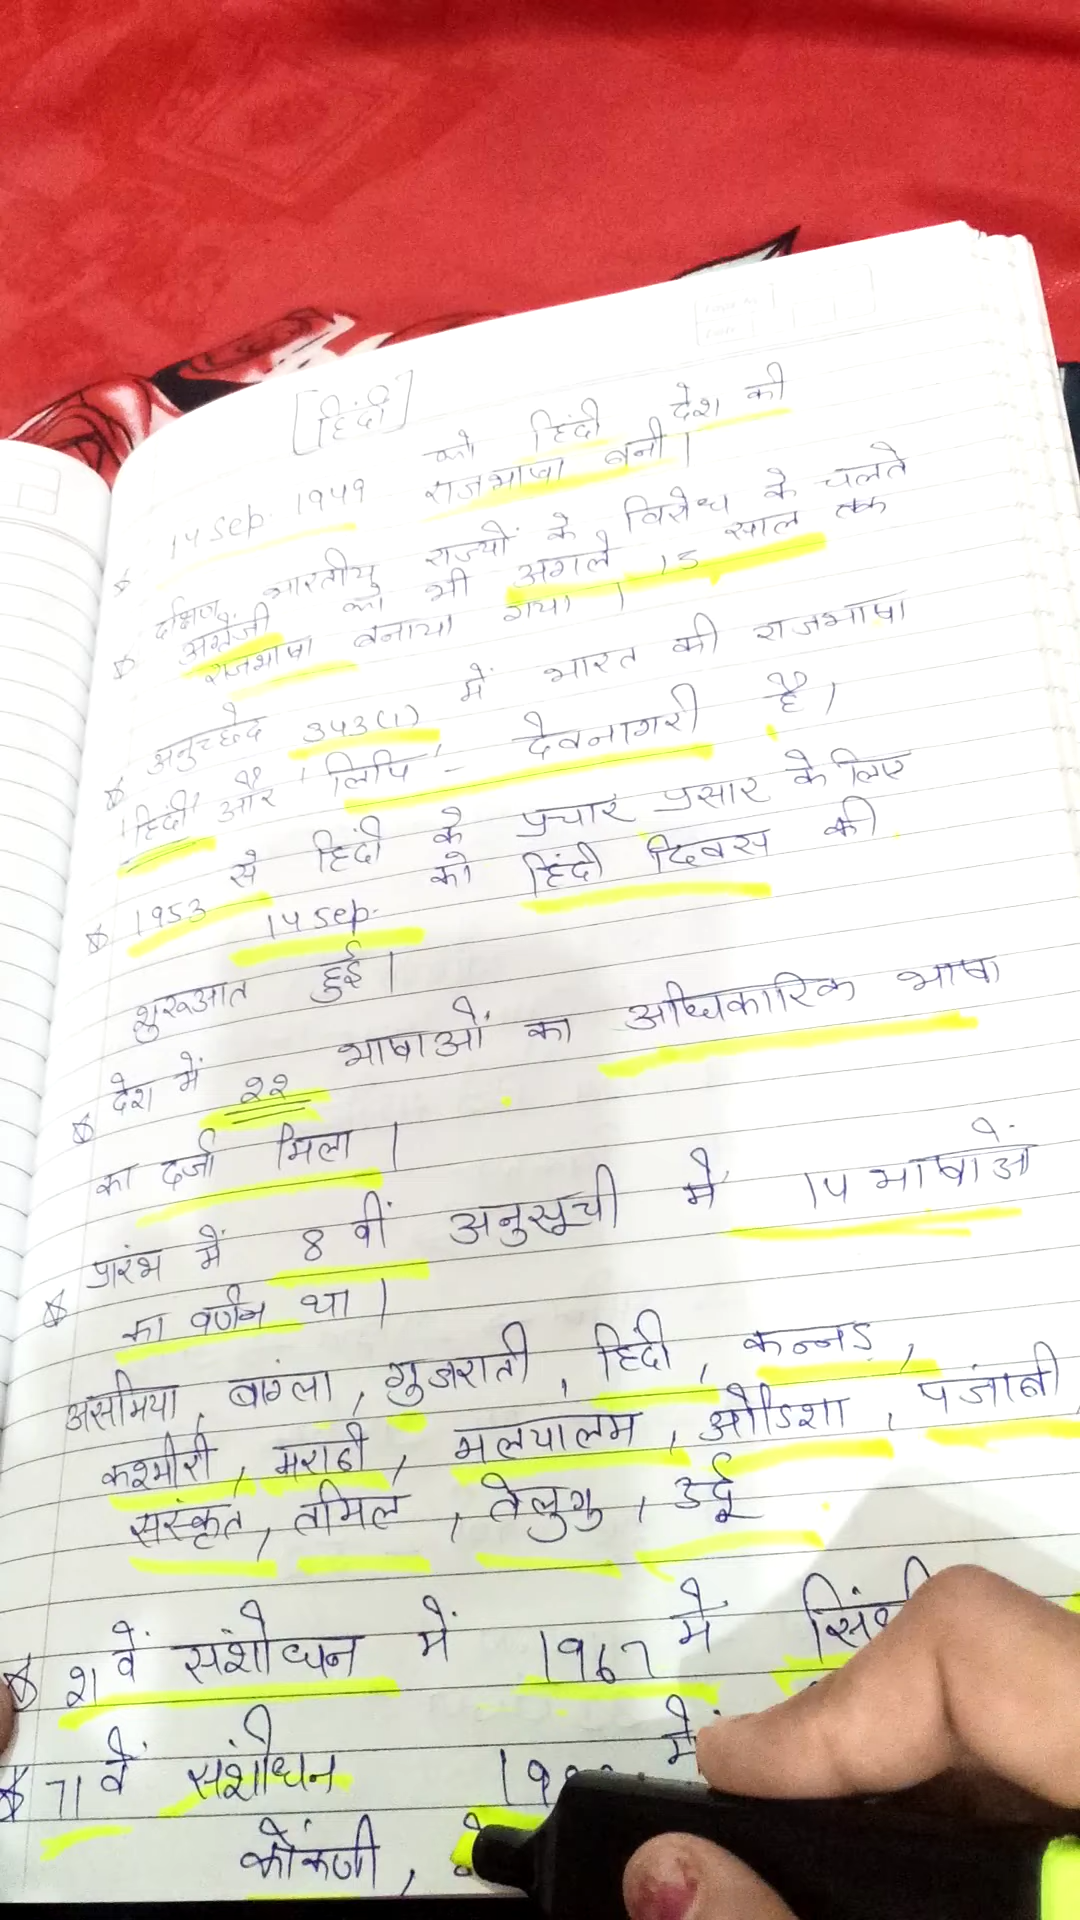 [हिंदी]
14 sep. 1949 को हिंदी देश की
राजभाषा बनी।
दक्षिण भारतीय राज्यों के विरोध के चलते
अंग्रेजी को भी अगले 15 साल तक
राजभाषा बनाया गया।
अनुच्छेद 343(1) में भारत की राजभाषा
'हिंदी' और 'लिपि' - देवनागरी है।
1953 से हिंदी के प्रचार प्रसार के लिए
14 sep. को हिंदी दिवस की
शुरुआत हुई।
देश में २२ भाषाओं का अधिकारिक भाषा
का दर्जा मिला।
प्रारंभ में 8 वीं अनुसूची में 14 भाषाओं
का वर्णन था।
असमिया, बांग्ला, गुजराती, हिंदी, कन्नड़,
कश्मीरी, मराठी, मलयालम, ओडिशा, पंजाबी,
संस्कृत, तमिल, तेलुगु, उर्दू
21 वें संशोधन में 1967 में
71 वें संशोधन में
कोंकणी,